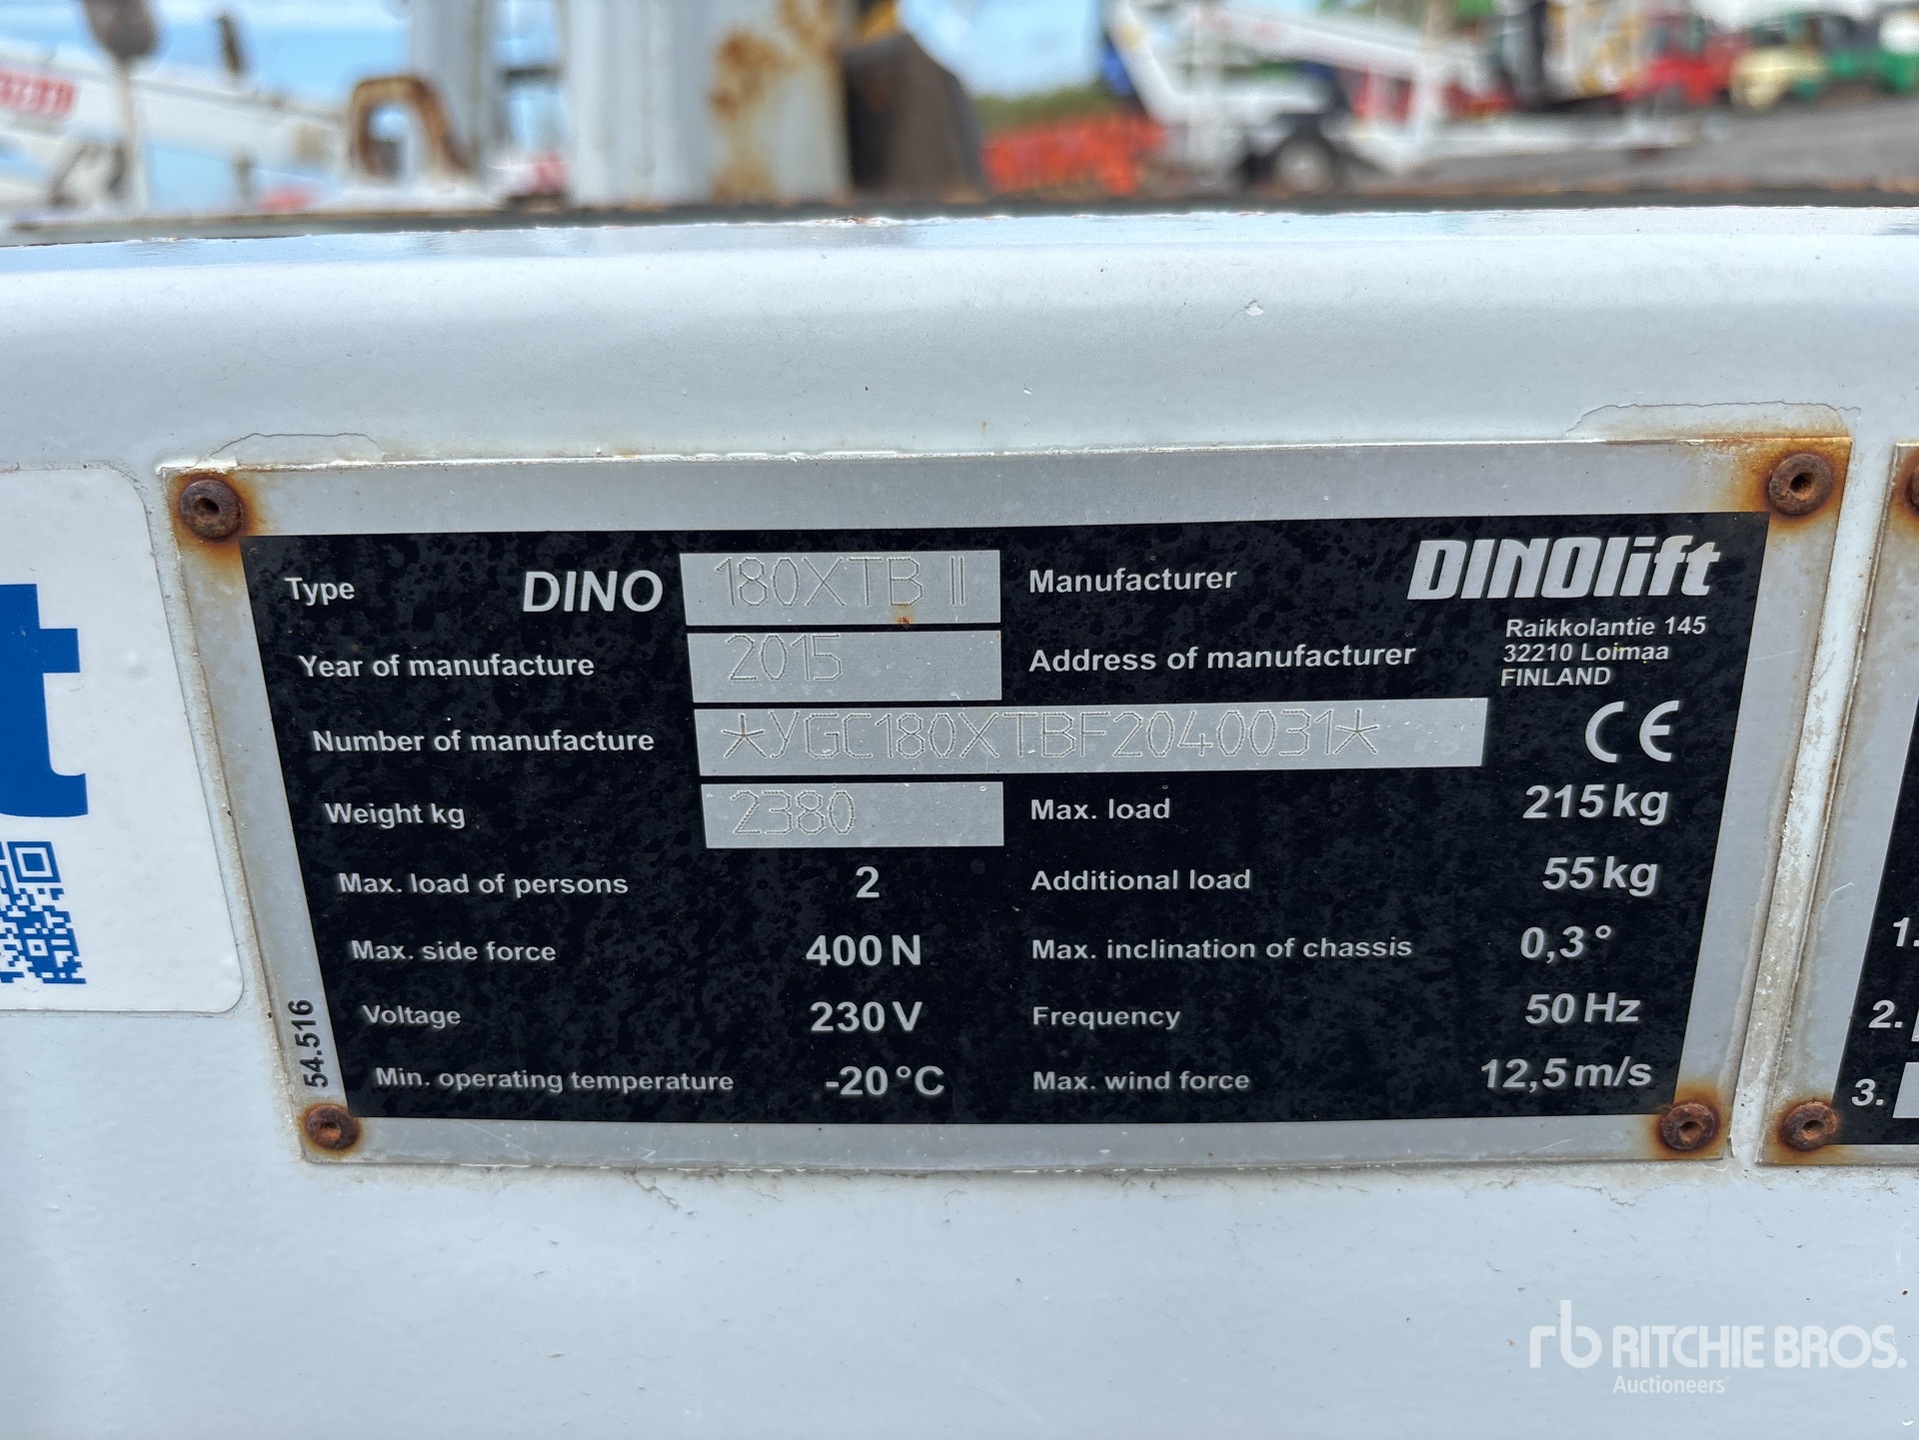 Type DINO 180XTB II
Year of manufacture 2015
Number of manufacture *YGC180XTBF2040031*
Weight kg 2380
Max. load of persons 2
Max. side force 400 N
Voltage 230 V
Min. operating temperature -20 °C
Manufacturer DINOlift
Address of manufacturer Raikkolantie 145
32210 Loimaa
FINLAND
CE
Max. load 215 kg
Additional load 55 kg
Max. inclination of chassis 0,3°
Frequency 50 Hz
Max. wind force 12,5 m/s
54.516
t
1.
2.
3.
rb RITCHIE BROS.
Auctioneers